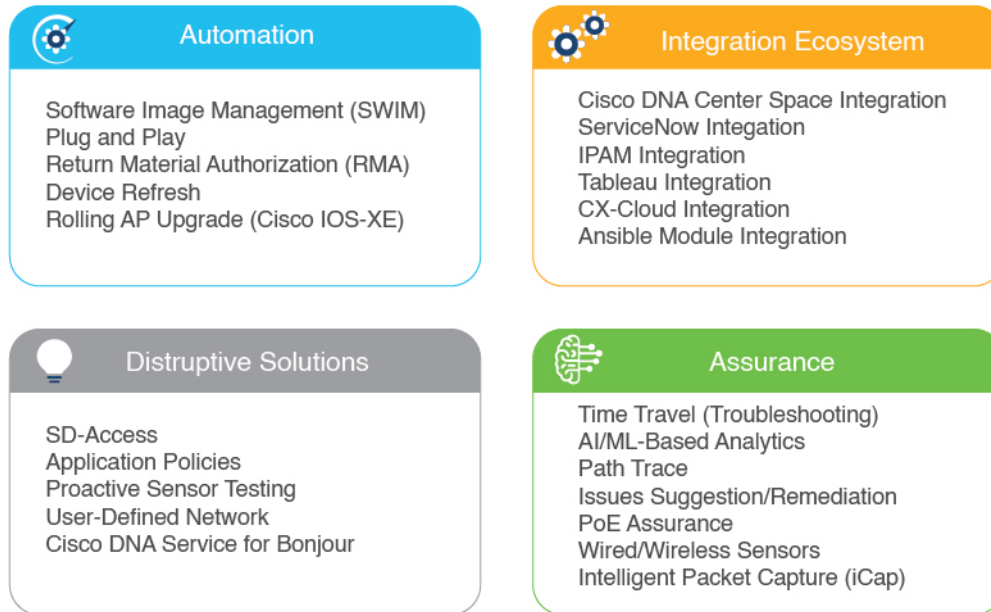 Automation
Software Image Management (SWIM)
Plug and Play
Return Material Authorization (RMA)
Device Refresh
Rolling AP Upgrade (Cisco IOS-XE)
Integration Ecosystem
Cisco DNA Center Space Integration
ServiceNow Integation
IPAM Integration
Tableau Integration
CX-Cloud Integration
Ansible Module Integration
Distruptive Solutions
SD-Access
Application Policies
Proactive Sensor Testing
User-Defined Network
Cisco DNA Service for Bonjour
Assurance
Time Travel (Troubleshooting)
AI/ML-Based Analytics
Path Trace
Issues Suggestion/Remediation
PoE Assurance
Wired/Wireless Sensors
Intelligent Packet Capture (iCap)